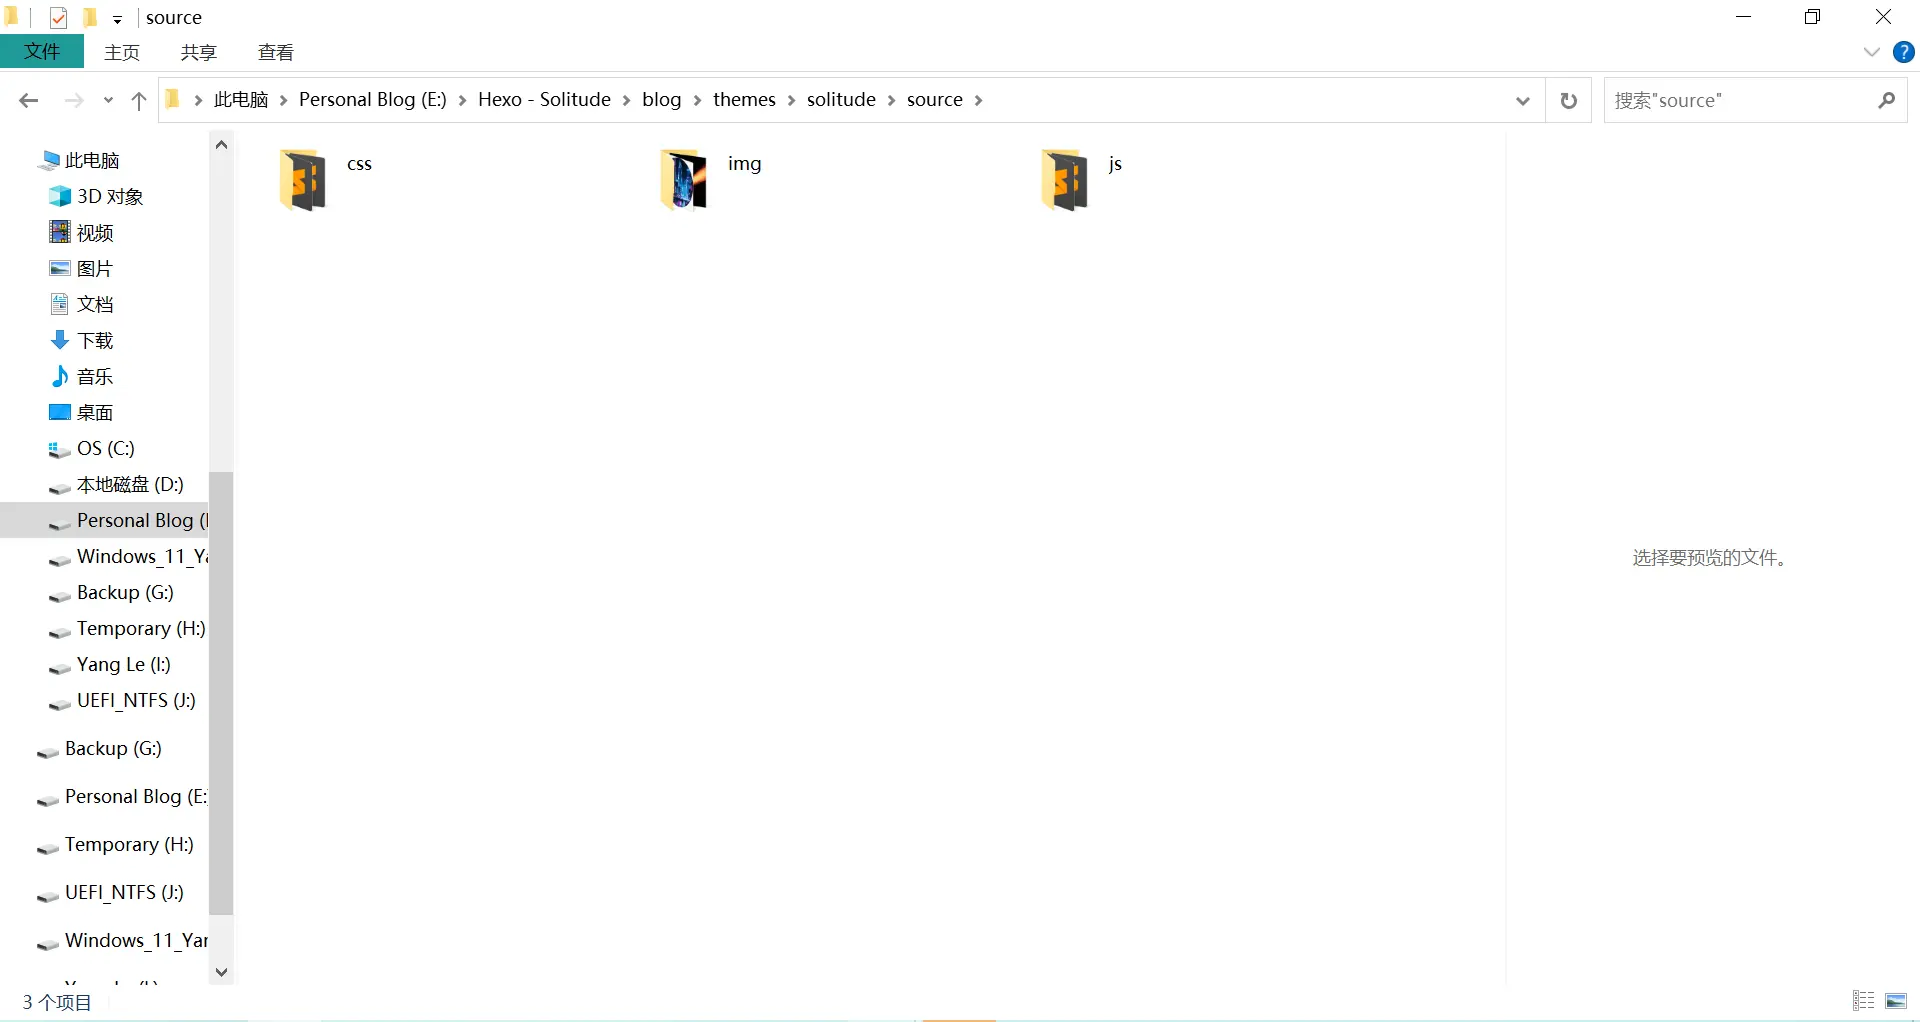 source
文件
主页
共享
查看
此电脑
Personal Blog (E:)
Hexo - Solitude
blog
themes
solitude
source
搜索"source"
此电脑
3D 对象
视频
图片
文档
下载
音乐
桌面
OS (C:)
本地磁盘 (D:)
Personal Blog (
Windows_11_Ya
Backup (G:)
Temporary (H:)
Yang Le (I:)
UEFI_NTFS (J:)
Backup (G:)
Personal Blog (E:
Temporary (H:)
UEFI_NTFS (J:)
Windows_11_Yar
css
img
js
选择要预览的文件。
3 个项目